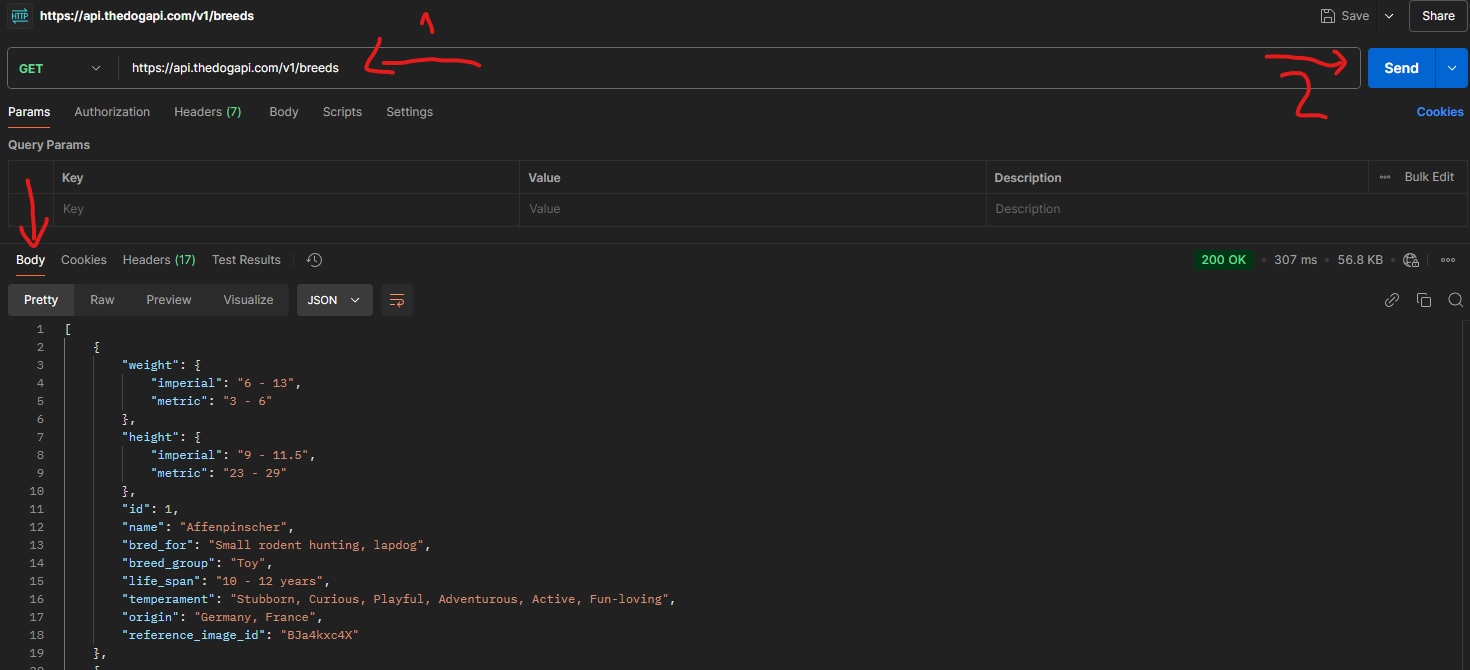 HTTP https://api.thedogapi.com/v1/breeds 1 Save Share
GET https://api.thedogapi.com/v1/breeds Send
2
Params Authorization Headers (7) Body Scripts Settings Cookies
Query Params
Key Value Description ••• Bulk Edit
Key Value Description
Body Cookies Headers (17) Test Results 200 OK • 307 ms • 56.8 KB • •••
Pretty Raw Preview Visualize JSON
1 [
2 {
3 "weight": {
4 "imperial": "6 - 13",
5 "metric": "3 - 6"
6 },
7 "height": {
8 "imperial": "9 - 11.5",
9 "metric": "23 - 29"
10 },
11 "id": 1,
12 "name": "Affenpinscher",
13 "bred_for": "Small rodent hunting, lapdog",
14 "breed_group": "Toy",
15 "life_span": "10 - 12 years",
16 "temperament": "Stubborn, Curious, Playful, Adventurous, Active, Fun-loving",
17 "origin": "Germany, France",
18 "reference_image_id": "BJa4kxc4X"
19 },
20 {